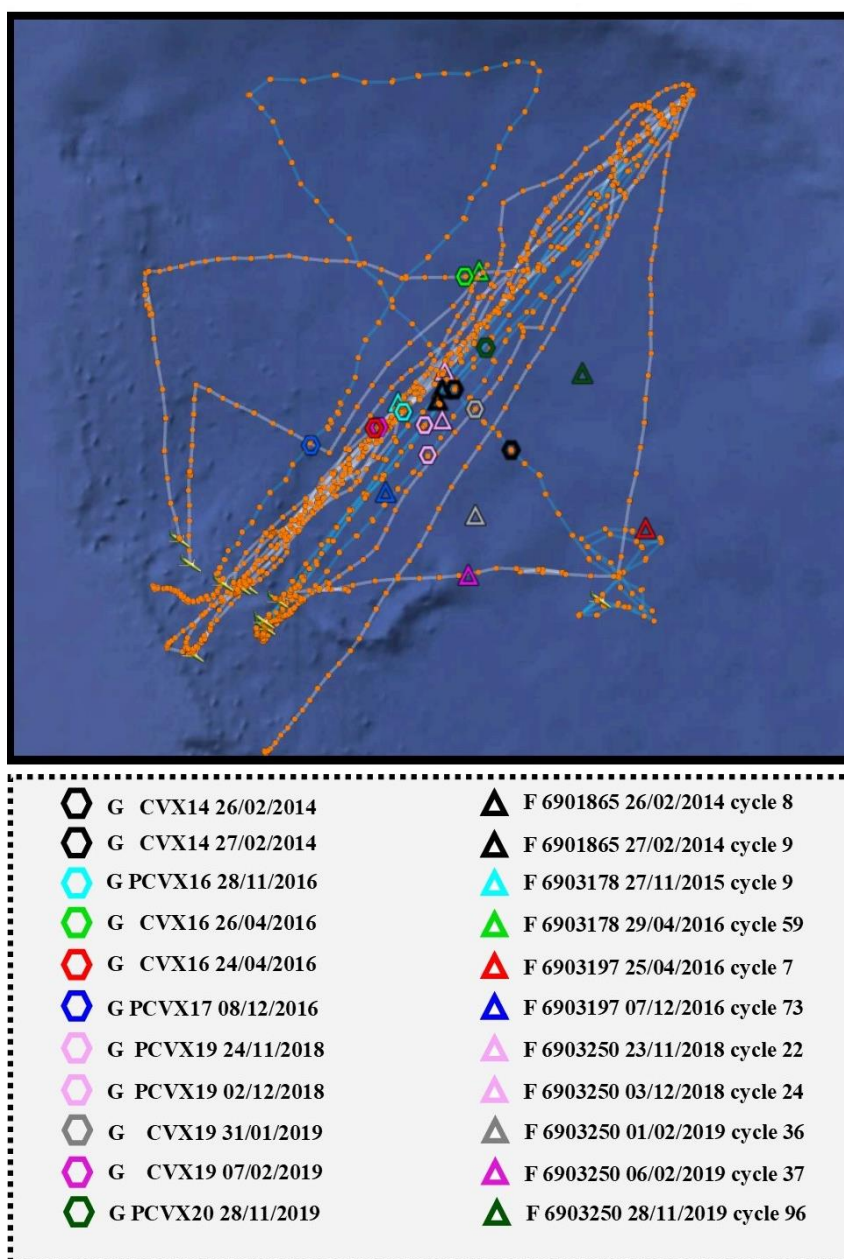 G CVX14 26/02/2014 F 6901865 26/02/2014 cycle 8
G CVX14 27/02/2014 F 6901865 27/02/2014 cycle 9
G PCVX16 28/11/2016 F 6903178 27/11/2015 cycle 9
G CVX16 26/04/2016 F 6903178 29/04/2016 cycle 59
G CVX16 24/04/2016 F 6903197 25/04/2016 cycle 7
G PCVX17 08/12/2016 F 6903197 07/12/2016 cycle 73
G PCVX19 24/11/2018 F 6903250 23/11/2018 cycle 22
G PCVX19 02/12/2018 F 6903250 03/12/2018 cycle 24
G CVX19 31/01/2019 F 6903250 01/02/2019 cycle 36
G CVX19 07/02/2019 F 6903250 06/02/2019 cycle 37
G PCVX20 28/11/2019 F 6903250 28/11/2019 cycle 96